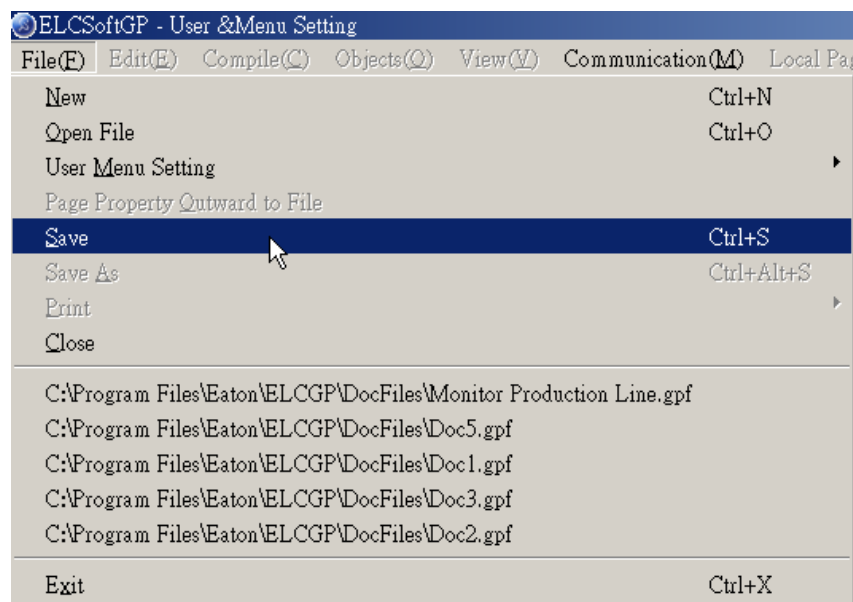 ELCSoftGP - User &Menu Setting
File(F) Edit(E) Compile(C) Objects(O) View(V) Communication(M) Local Pag
New Ctrl+N
Open File Ctrl+O
User Menu Setting
Page Property Outward to File
Save Ctrl+S
Save As Ctrl+Alt+S
Print
Close
C:\Program Files\Eaton\ELCGP\DocFiles\Monitor Production Line.gpf
C:\Program Files\Eaton\ELCGP\DocFiles\Doc5.gpf
C:\Program Files\Eaton\ELCGP\DocFiles\Doc1.gpf
C:\Program Files\Eaton\ELCGP\DocFiles\Doc3.gpf
C:\Program Files\Eaton\ELCGP\DocFiles\Doc2.gpf
Exit Ctrl+X